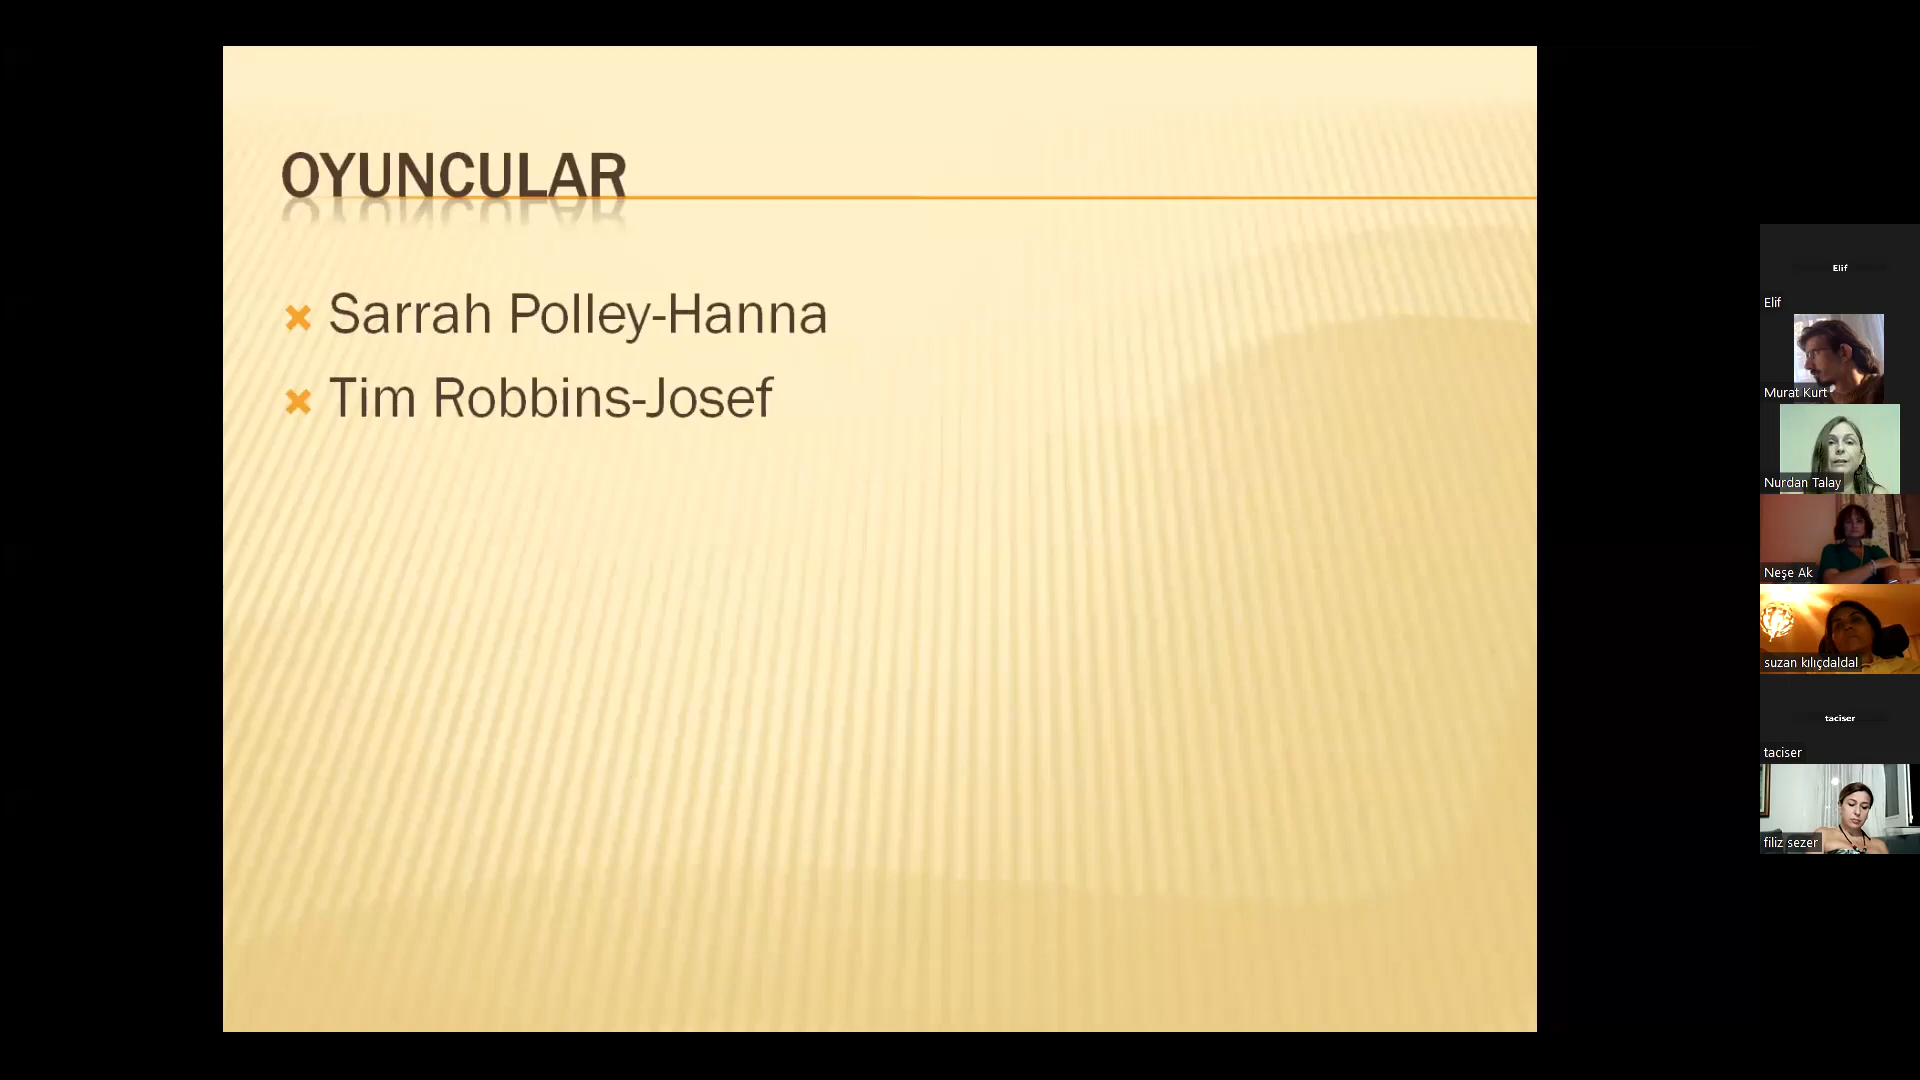 OYUNCULAR
Sarrah Polley-Hanna
Tim Robbins-Josef
Elif
Elif
Murat Kurt
Nurdan Talay
Neşe Ak
suzan kılıçdaldal
taciser
taciser
filiz sezer